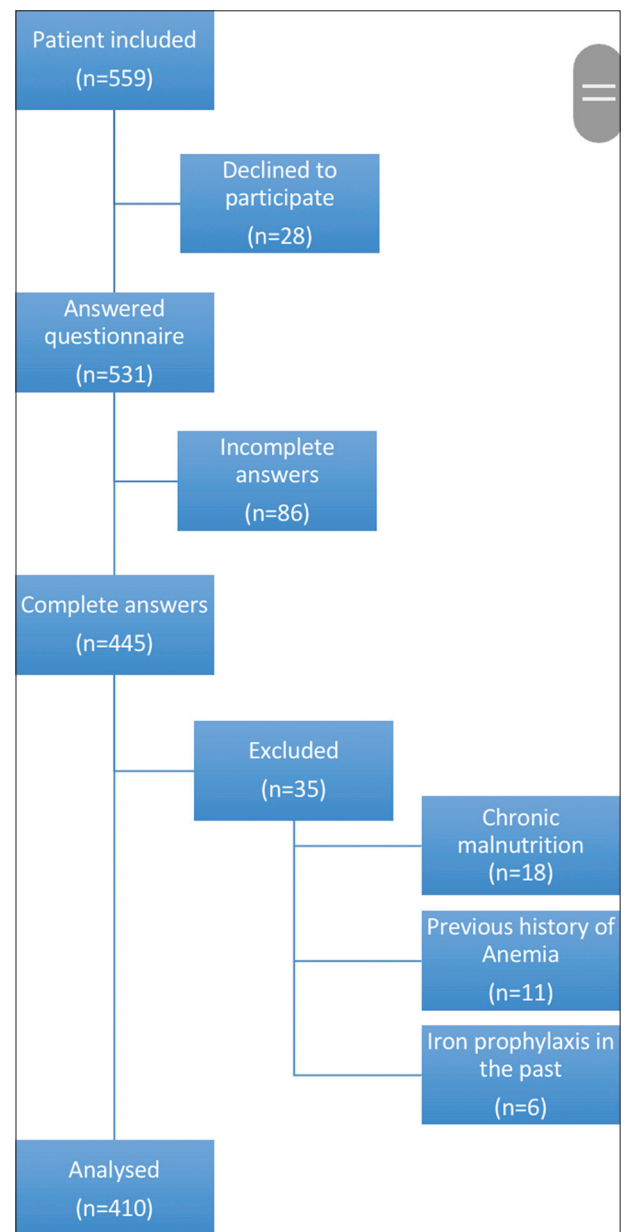 Patient included
(n=559)
Declined to
participate
(n=28)
Answered
questionnaire
(n=531)
Incomplete
answers
(n=86)
Complete answers
(n=445)
Excluded
(n=35)
Chronic
malnutrition
(n=18)
Previous history of
Anemia
(n=11)
Iron prophylaxis in
the past
(n=6)
Analysed
(n=410)